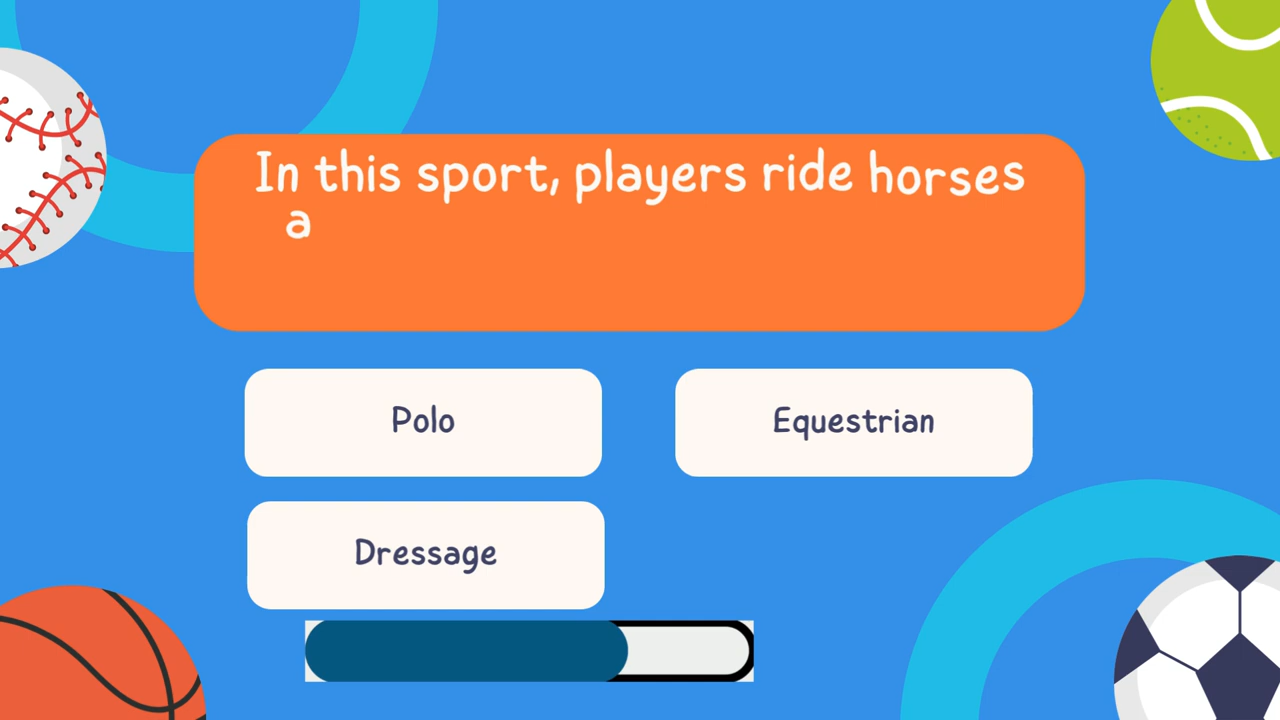 In this sport, players ride horses
a
Polo
Equestrian
Dressage